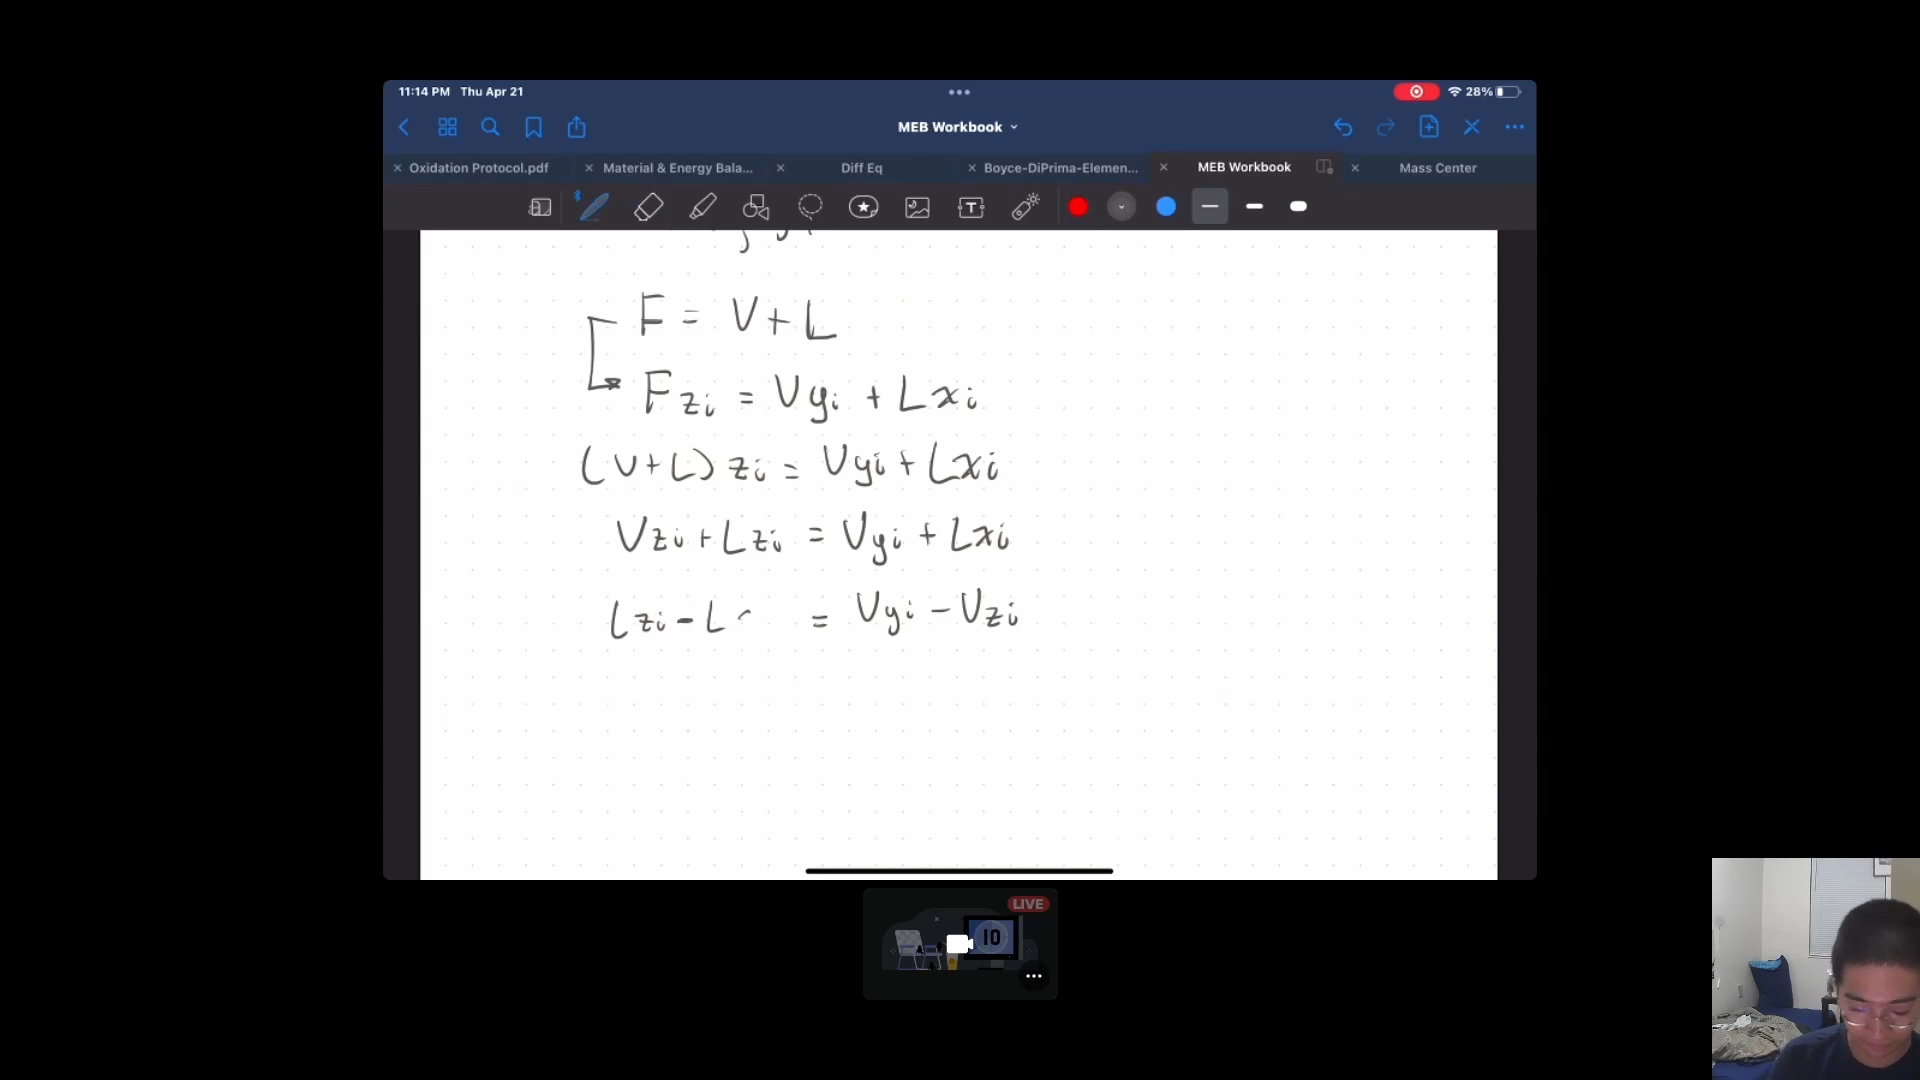 11:14 PM Thu Apr 21 28%
MEB Workbook
Oxidation Protocol.pdf Material & Energy Bala... Diff Eq Boyce-DiPrima-Elemen... MEB Workbook Mass Center
F = V + L
Fzi = Vyi + Lxi
(V+L) zi = Vyi + Lxi
Vzi + Lzi = Vyi + Lxi
Lzi - L = Vyi - Vzi
LIVE
10